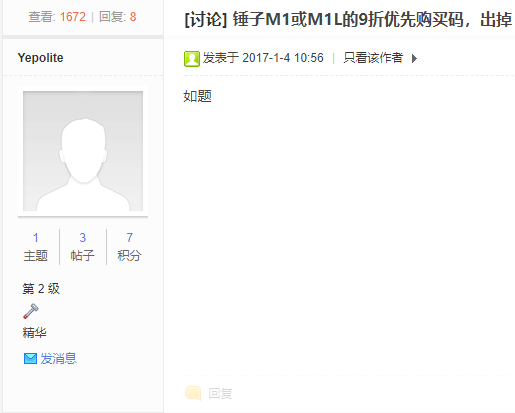 查看: 1672 | 回复: 8
[讨论] 锤子M1或M1L的9折优先购买码，出掉
Yepolite
发表于 2017-1-4 10:56 | 只看该作者
如题
1 3 7
主题 帖子 积分
第 2 级
精华
发消息
回复